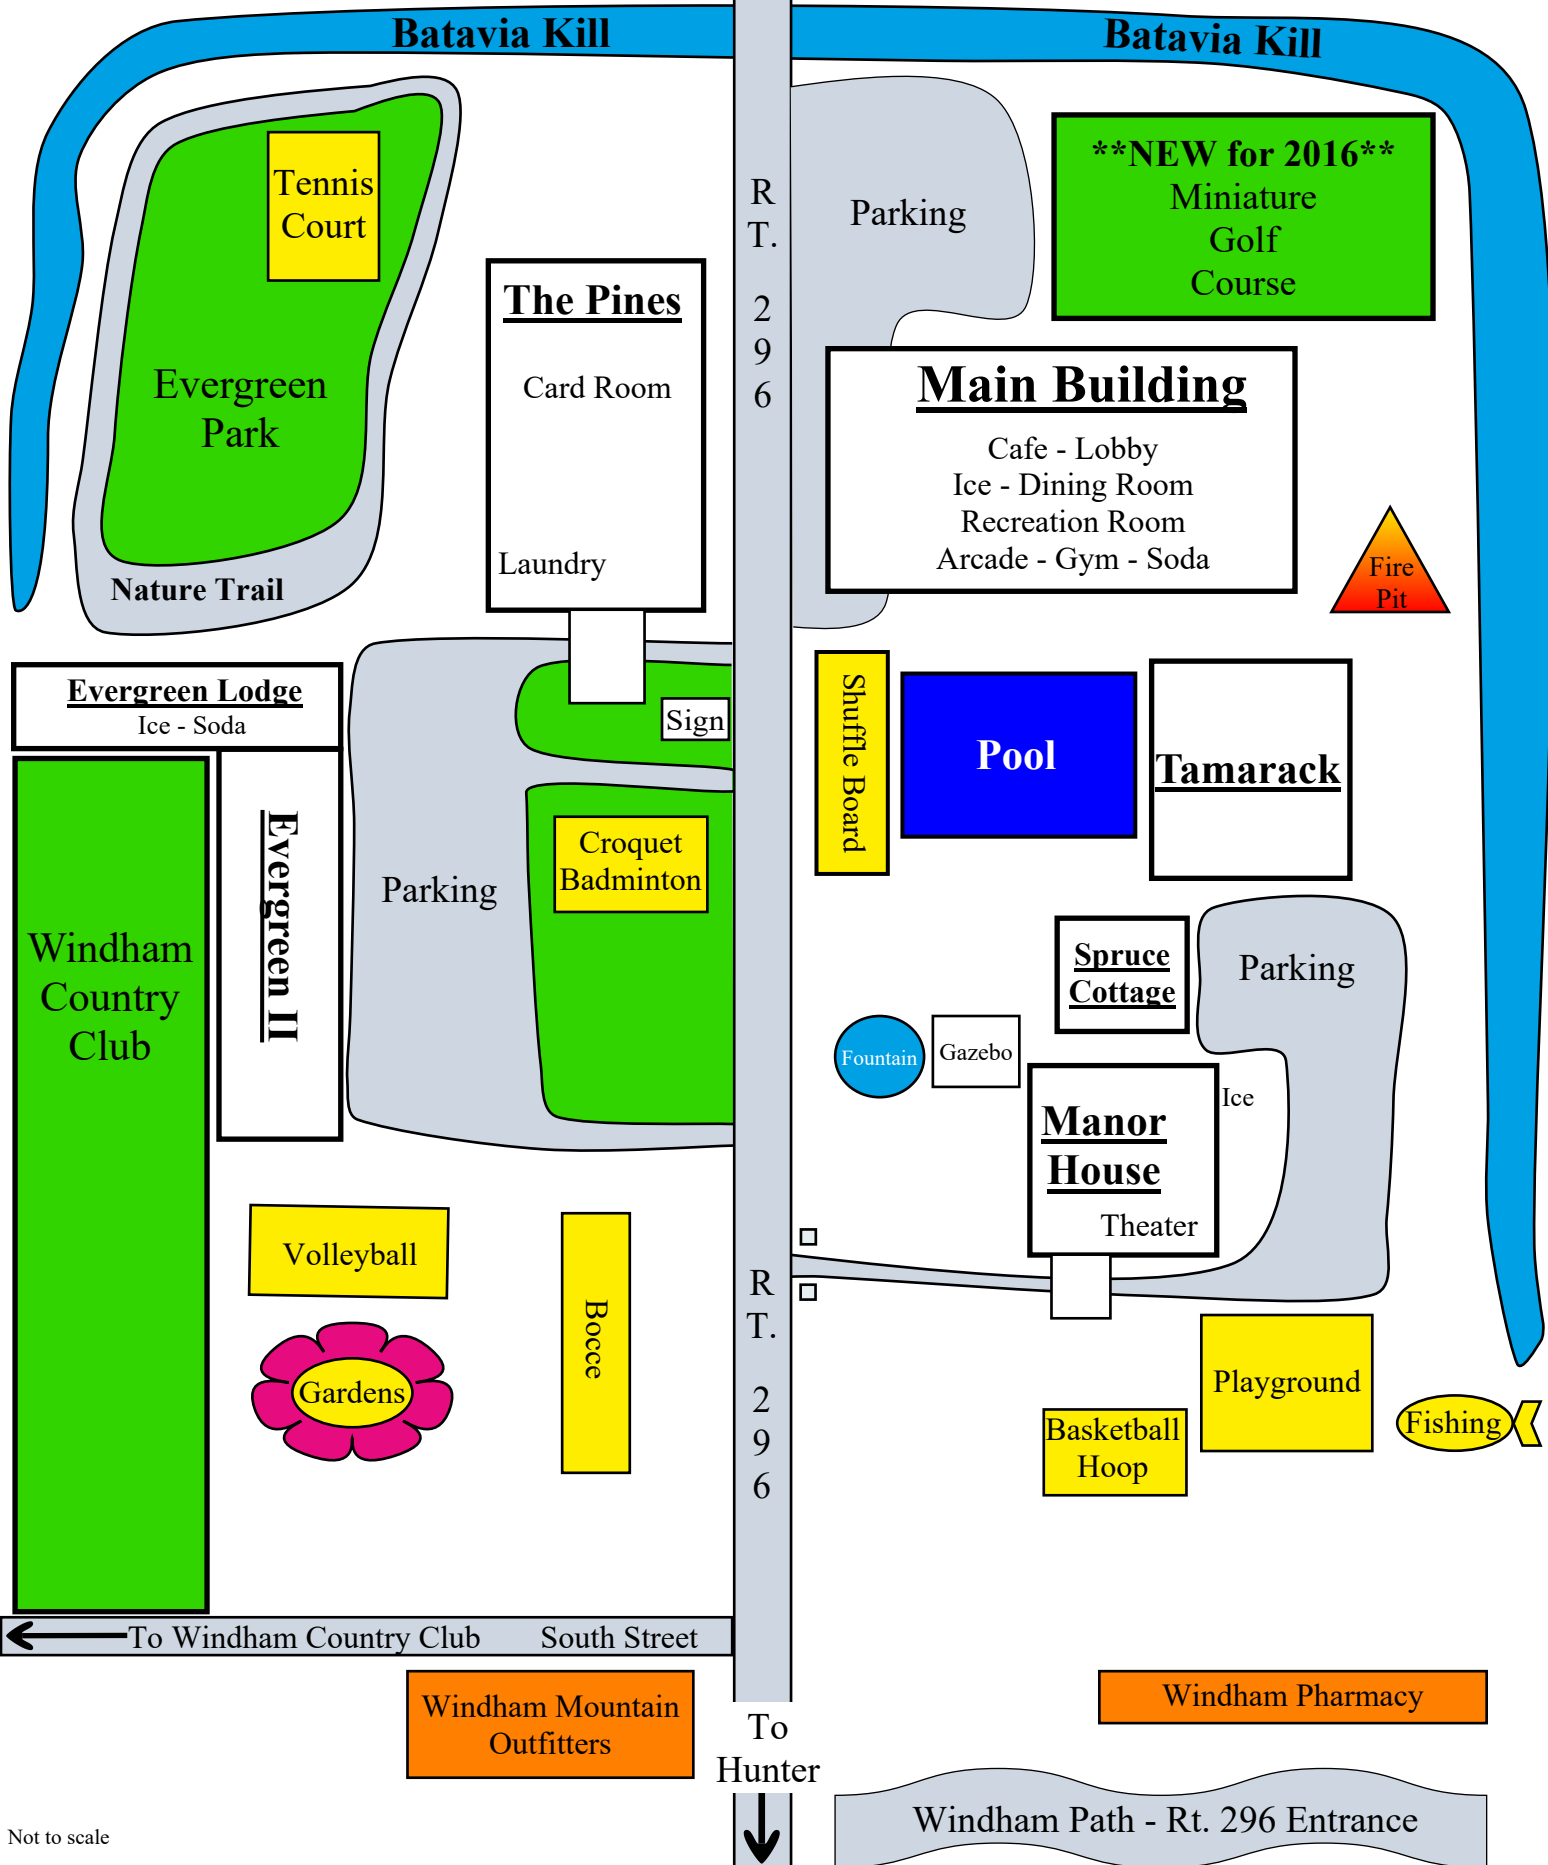 Batavia Kill
Batavia Kill
Tennis
Court
Evergreen
Park
Nature Trail
The Pines
Card Room
Laundry
R
T.
2
9
6
Parking
**NEW for 2016**
Miniature
Golf
Course
Main Building
Cafe - Lobby
Ice - Dining Room
Recreation Room
Arcade - Gym - Soda
Fire
Pit
Evergreen Lodge
Ice - Soda
Evergreen II
Windham
Country
Club
Parking
Sign
Croquet
Badminton
Shuffle Board
Pool
Tamarack
Spruce
Cottage
Parking
Fountain
Gazebo
Manor
House
Theater
Ice
Volleyball
Gardens
Bocce
R
T.
2
9
6
Playground
Basketball
Hoop
Fishing
To Windham Country Club
South Street
Windham Mountain
Outfitters
To
Hunter
Windham Pharmacy
Windham Path - Rt. 296 Entrance
Not to scale